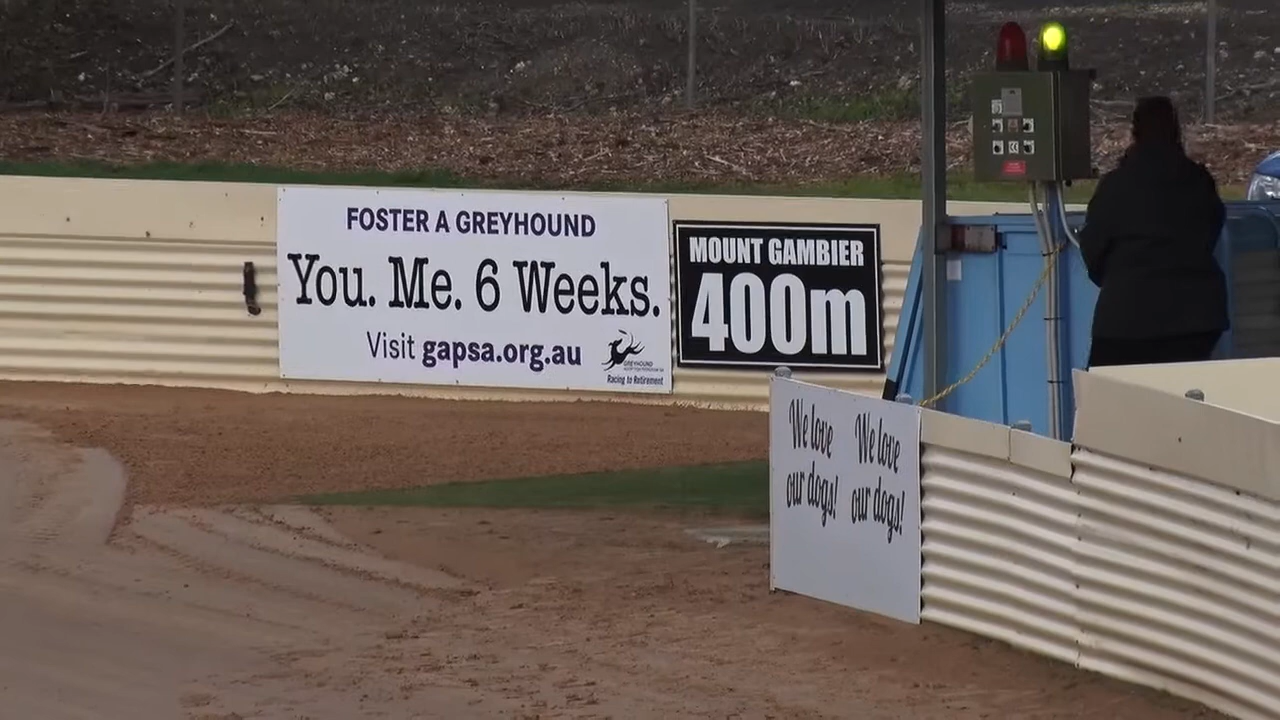 FOSTER A GREYHOUND
You. Me. 6 Weeks.
Visit gapsa.org.au
GREYHOUND
Racing to Retirement
MOUNT GAMBIER
400m
We love
our dogs!
We love
our dogs!